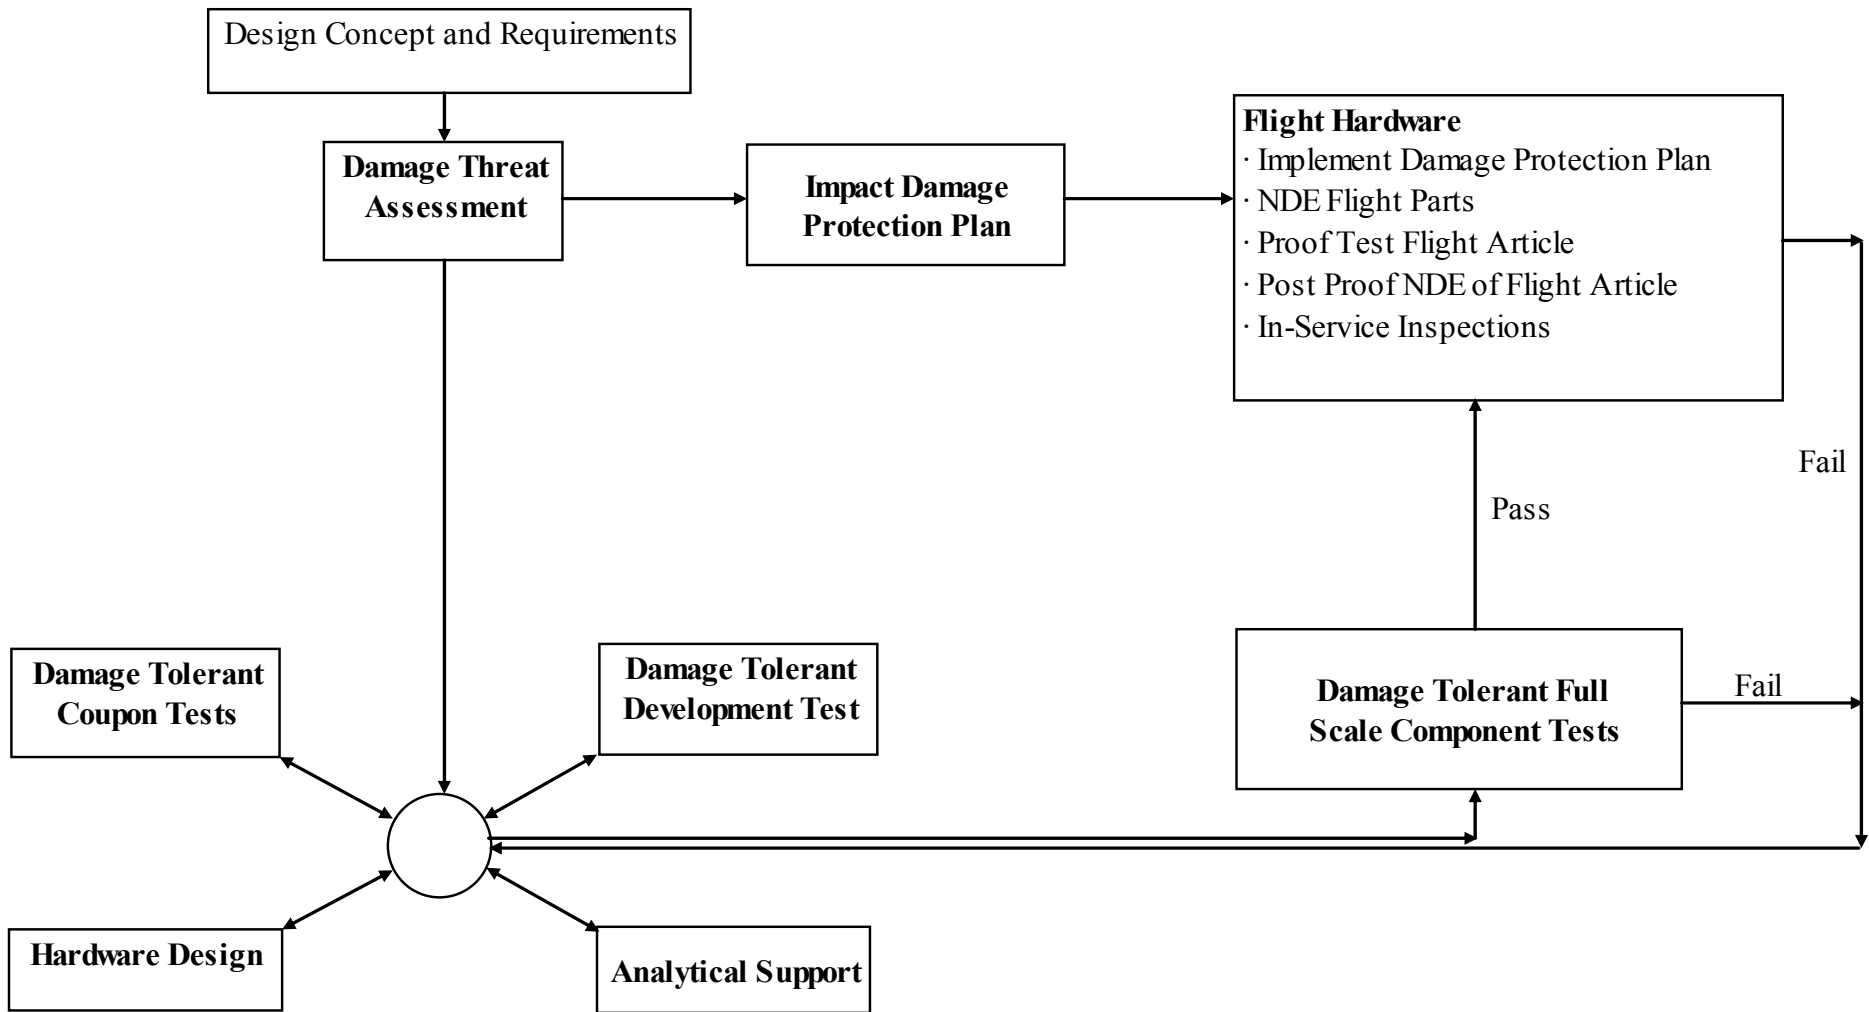 Design Concept and Requirements
Damage Threat
Assessment
Impact Damage
Protection Plan
Flight Hardware
· Implement Damage Protection Plan
· NDE Flight Parts
· Proof Test Flight Article
· Post Proof NDE of Flight Article
· In-Service Inspections
Fail
Pass
Damage Tolerant
Coupon Tests
Damage Tolerant
Development Test
Damage Tolerant Full
Scale Component Tests
Fail
Hardware Design
Analytical Support